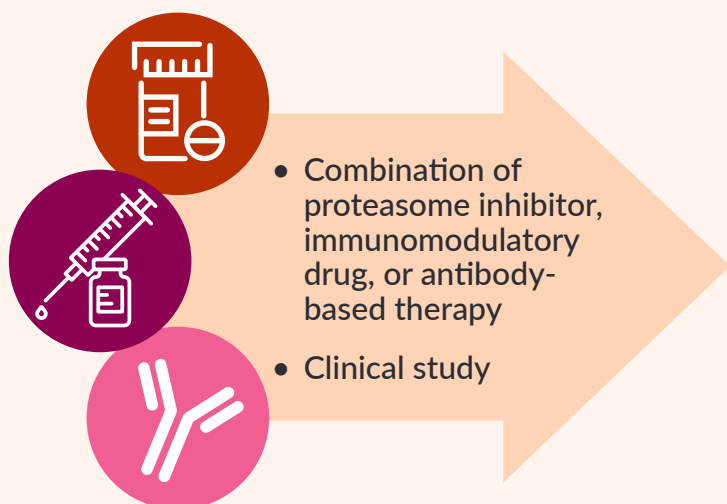 • Combination of
proteasome inhibitor,
immunomodulatory
drug, or antibody-
based therapy
• Clinical study